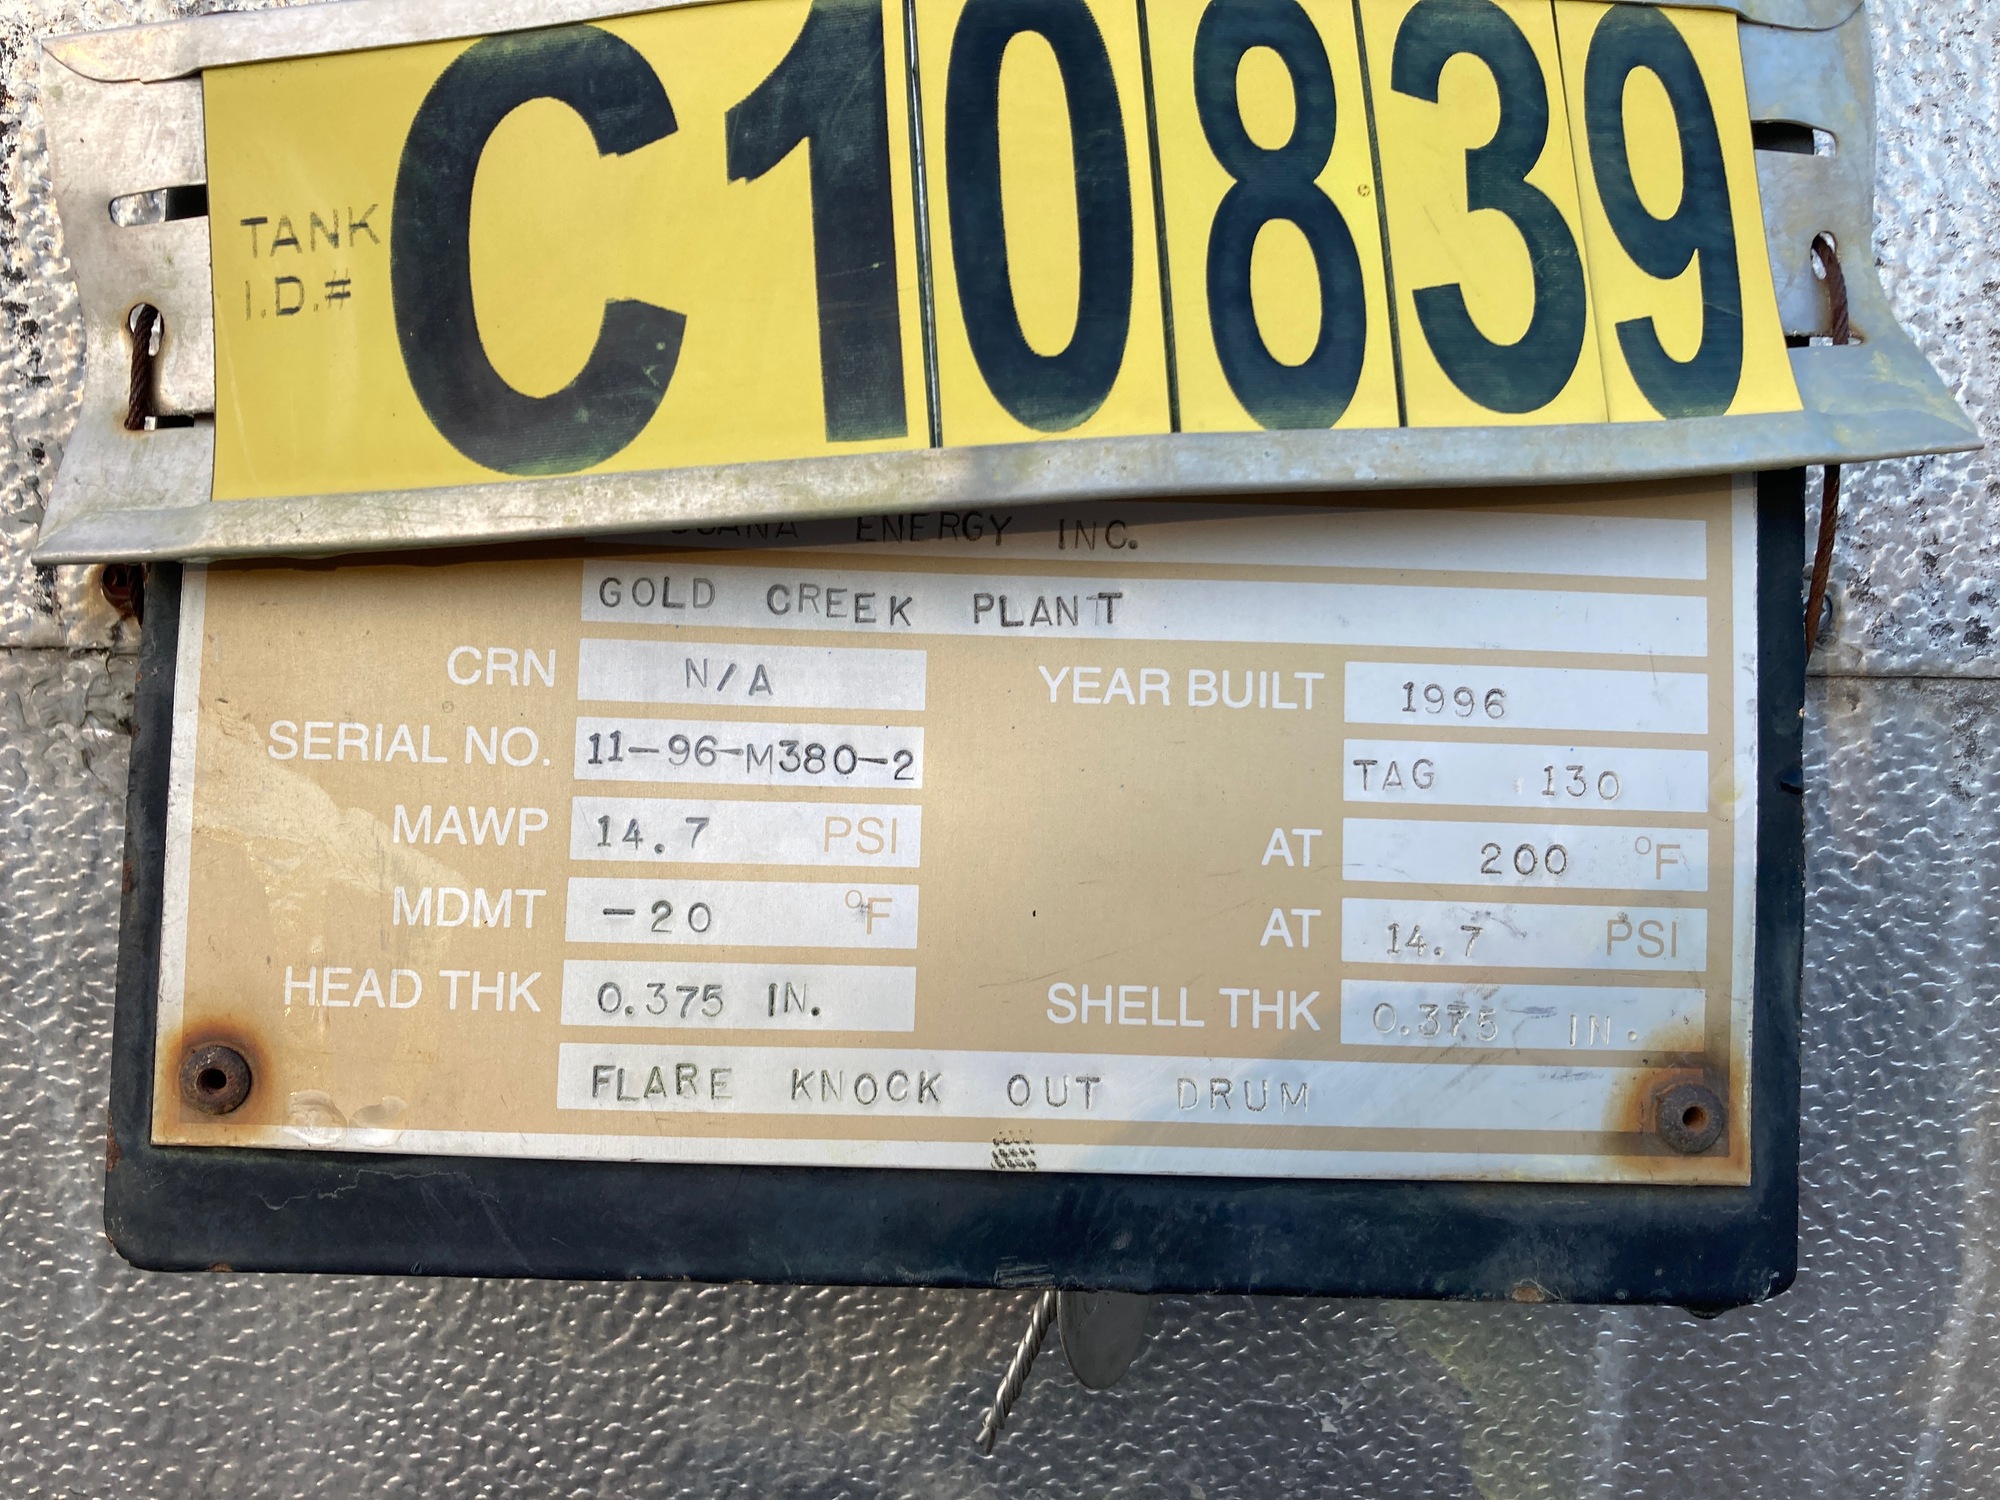 TANK
I.D.#
C10839
ENERGY INC.
GOLD CREEK PLANT
CRN N/A YEAR BUILT 1996
SERIAL NO. 11-96-M380-2 TAG 130
MAWP 14.7 PSI AT 200 °F
MDMT -20 °F AT 14.7 PSI
HEAD THK 0.375 IN. SHELL THK 0.375 IN.
FLARE KNOCK OUT DRUM